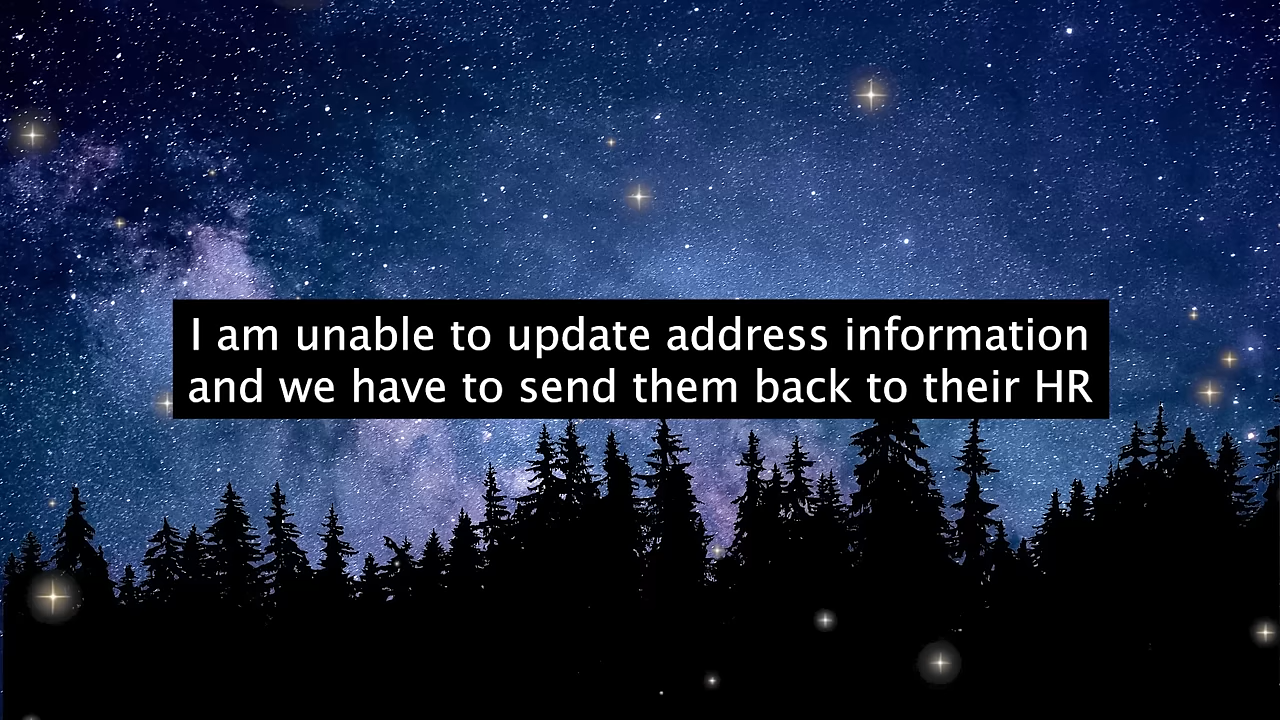 I am unable to update address information
and we have to send them back to their HR